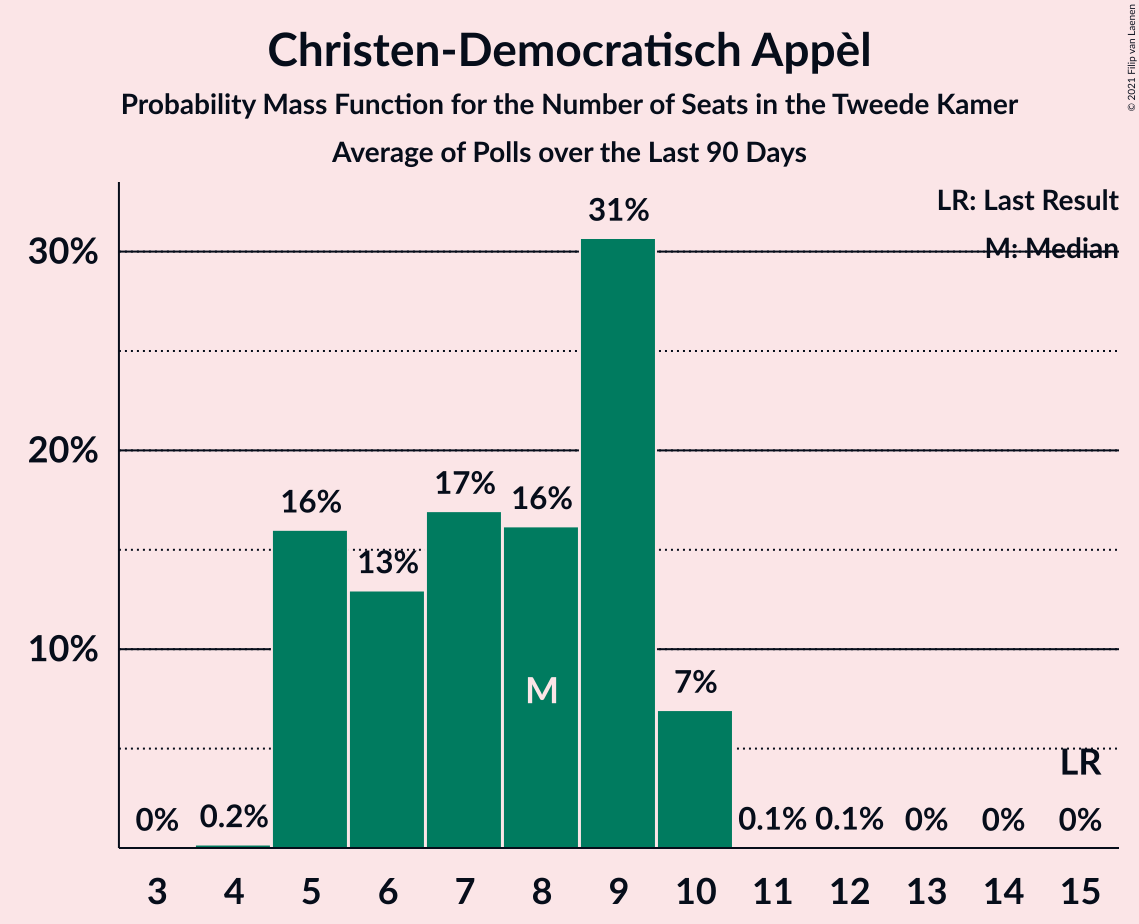 Christen-Democratisch Appèl
Probability Mass Function for the Number of Seats in the Tweede Kamer
Average of Polls over the Last 90 Days
© 2021 Filip van Laenen
LR: Last Result
M: Median
30%
20%
10%
0%
0.2%
16%
13%
17%
16%
31%
7%
0.1%
0.1%
0%
0%
0%
M
LR
3 4 5 6 7 8 9 10 11 12 13 14 15